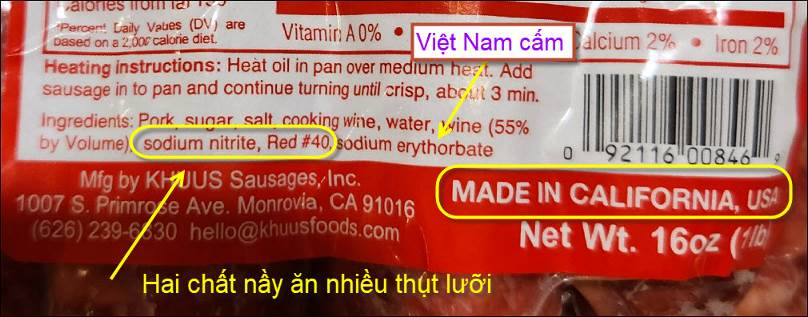 Calories from fat 135
*Percent Daily Values (DV) are
based on a 2,000 calorie diet.
Vitamin A 0% •
Việt Nam cấm
Calcium 2% • Iron 2%
Heating instructions: Heat oil in pan over medium heat. Add
sausage in to pan and continue turning until crisp, about 3 min.
Ingredients: Pork, sugar, salt, cooking wine, water, wine (55%
by Volume), sodium nitrite, Red #40, sodium erythorbate
0 92116 00846 9
Mfg by KHUUS Sausages, Inc.
1007 S. Primrose Ave. Monrovia, CA 91016
(626) 239-6330 hello@khuusfoods.com
MADE IN CALIFORNIA, USA
Net Wt. 16oz (1lb)
Hai chất nầy ăn nhiều thụt lưỡi